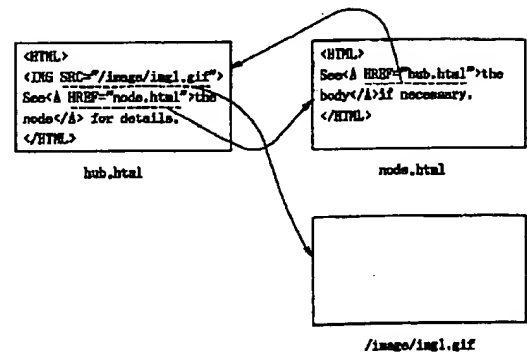 <HTML>
<IMG SRC="/image/img1.gif">
See<A HREF="node.html">the
node</A> for details.
</HTML>
hub.html
<HTML>
See<A HREF="hub.html">the
body</A>if necessary.
</HTML>
node.html
/image/img1.gif